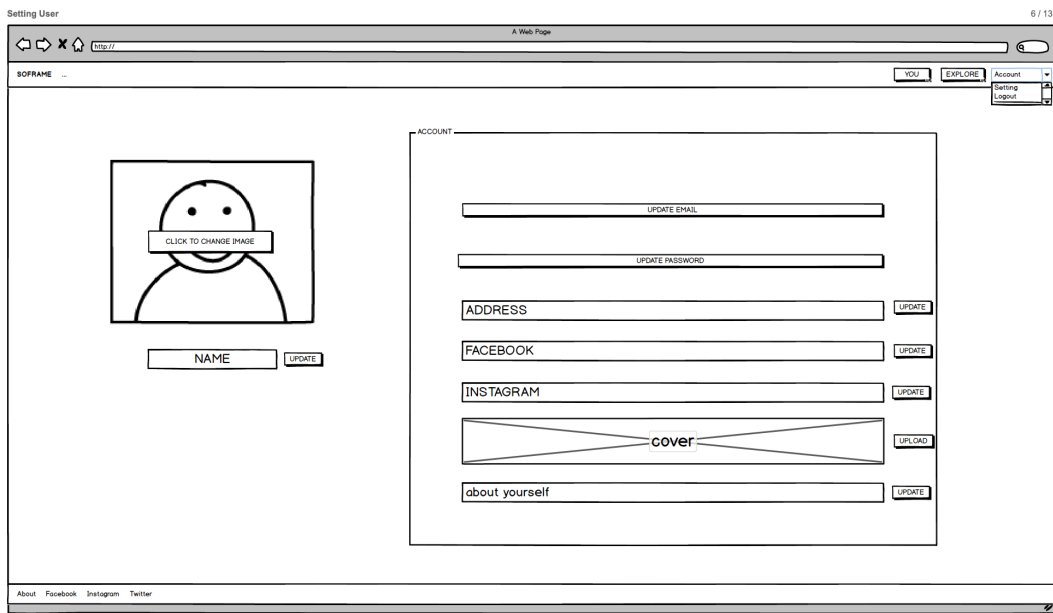 Setting User 6 / 13
A Web Page
http://
SOFRAME ... YOU EXPLORE Account
Setting
Logout
ACCOUNT
UPDATE EMAIL
CLICK TO CHANGE IMAGE
UPDATE PASSWORD
ADDRESS UPDATE
FACEBOOK UPDATE
NAME UPDATE
INSTAGRAM UPDATE
cover UPLOAD
about yourself UPDATE
About Facebook Instagram Twitter